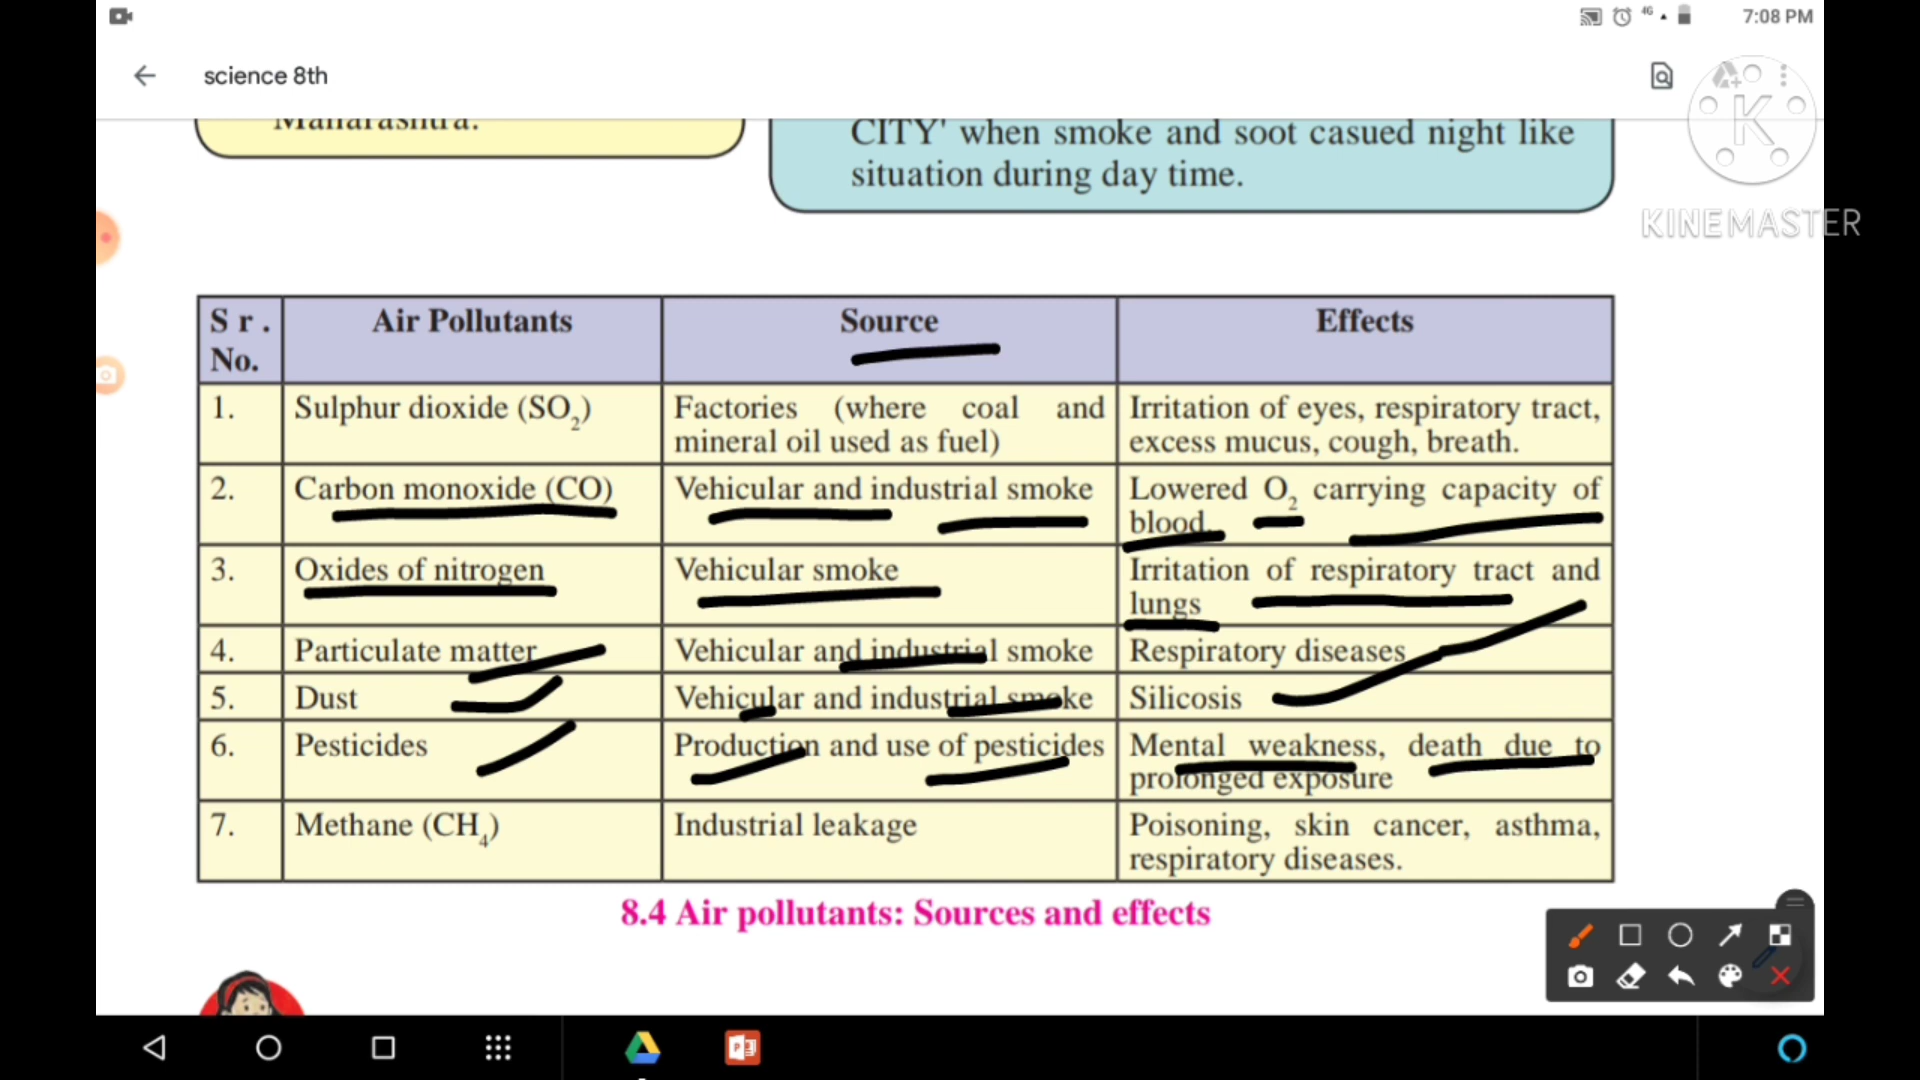 4G
7:08 PM
science 8th
Maharashtra.
CITY' when smoke and soot casued night like
situation during day time.
K
KINEMASTER
Sr. No. Air Pollutants Source Effects
1. Sulphur dioxide (SO2) Factories (where coal and Irritation of eyes, respiratory tract,
mineral oil used as fuel) excess mucus, cough, breath.
2. Carbon monoxide (CO) Vehicular and industrial smoke Lowered O2 carrying capacity of
blood.
3. Oxides of nitrogen Vehicular smoke Irritation of respiratory tract and
lungs
4. Particulate matter Vehicular and industrial smoke Respiratory diseases
5. Dust Vehicular and industrial smoke Silicosis
6. Pesticides Production and use of pesticides Mental weakness, death due to
prolonged exposure
7. Methane (CH4) Industrial leakage Poisoning, skin cancer, asthma,
respiratory diseases.
8.4 Air pollutants: Sources and effects